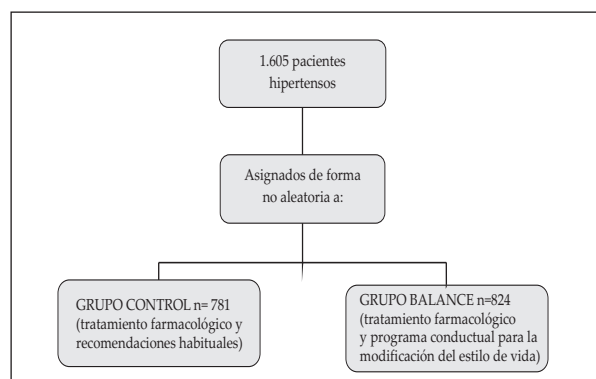 1.605 pacientes
hipertensos
Asignados de forma
no aleatoria a:
GRUPO CONTROL n= 781
(tratamiento farmacológico y
recomendaciones habituales)
GRUPO BALANCE n=824
(tratamiento farmacológico
y programa conductual para la
modificación del estilo de vida)